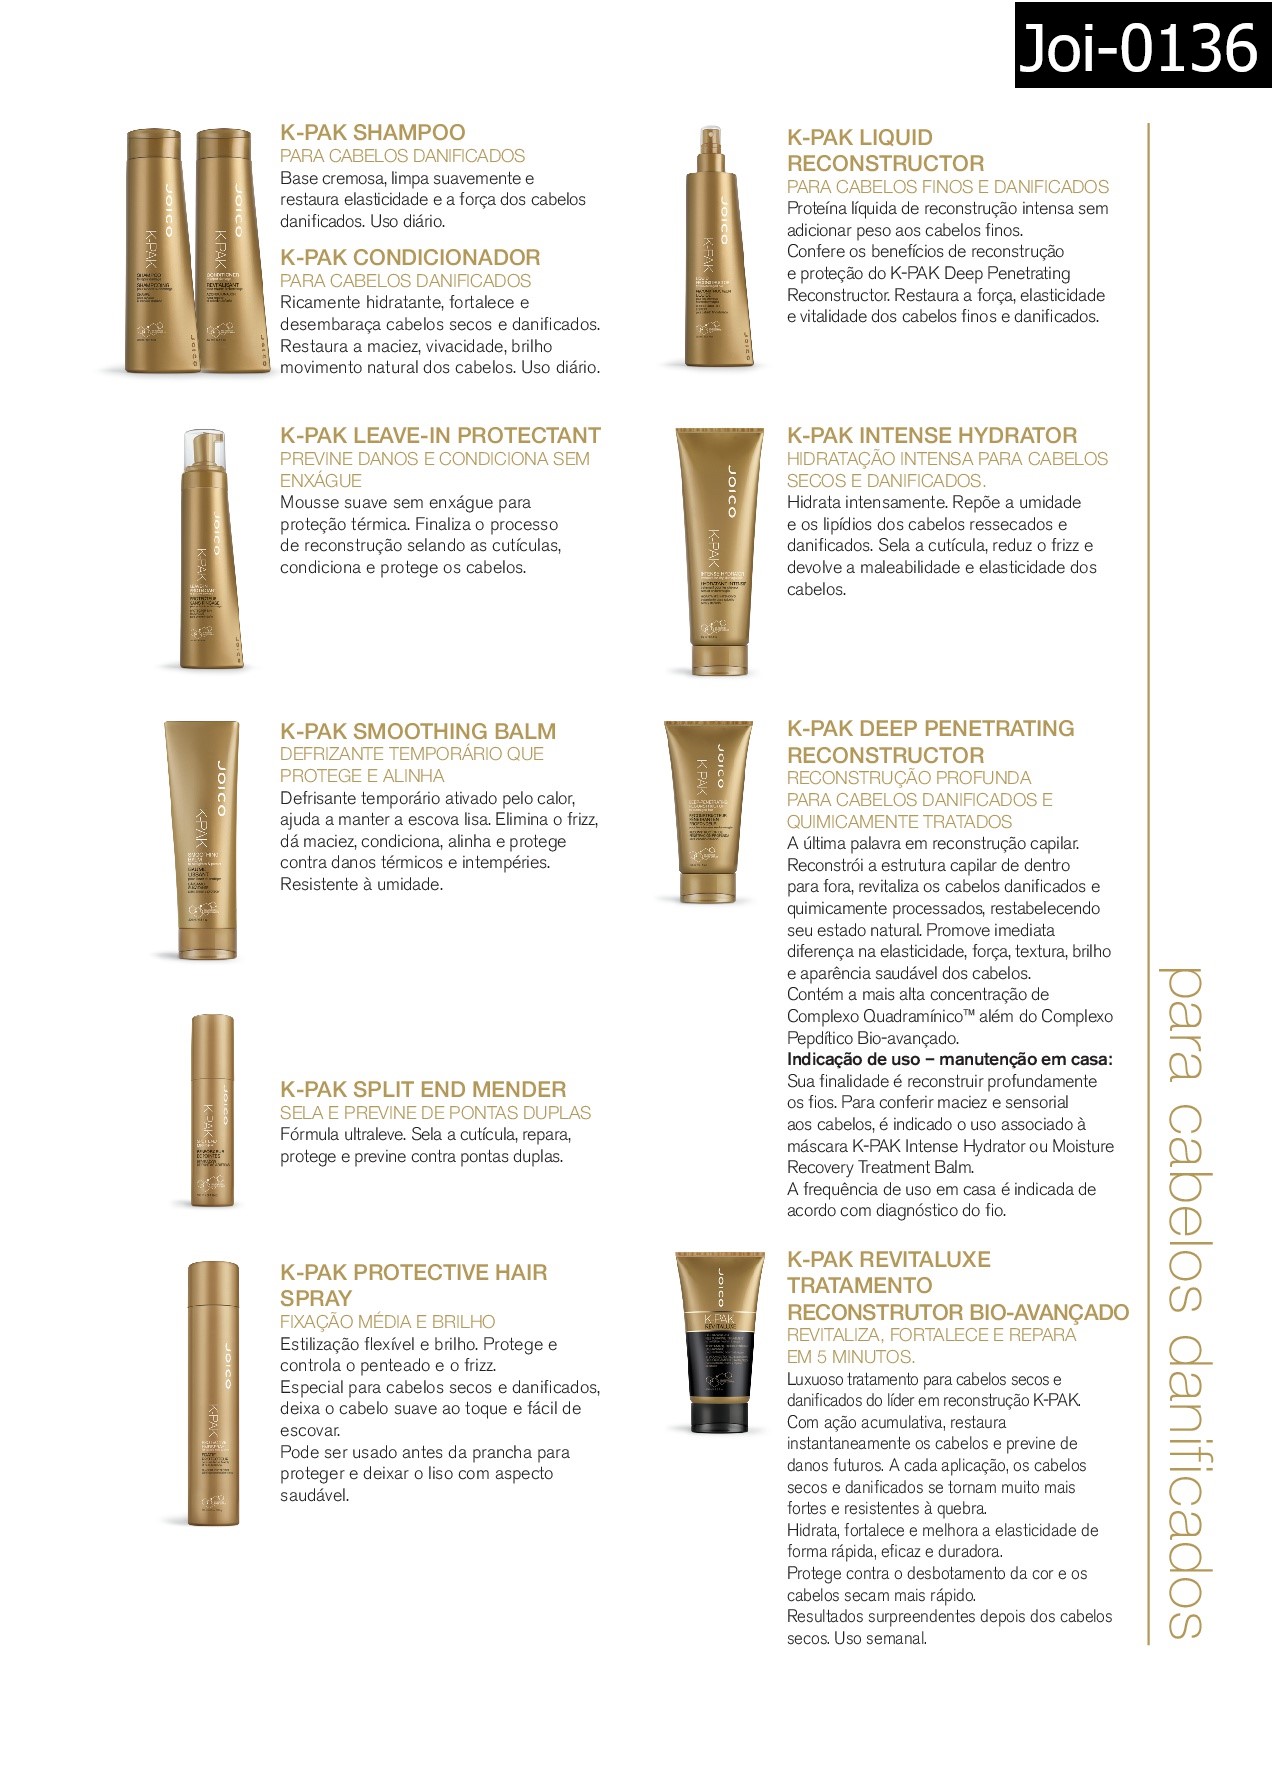 Joi-0136
K-PAK SHAMPOO
PARA CABELOS DANIFICADOS
Base cremosa, limpa suavemente e
restaura elasticidade e a força dos cabelos
danificados. Uso diário.
K-PAK CONDICIONADOR
PARA CABELOS DANIFICADOS
Ricamente hidratante, fortalece e
desembaraça cabelos secos e danificados.
Restaura a maciez, vivacidade, brilho
movimento natural dos cabelos. Uso diário.
K-PAK LEAVE-IN PROTECTANT
PREVINE DANOS E CONDICIONA SEM
ENXÁGUE
Mousse suave sem enxágue para
proteção térmica. Finaliza o processo
de reconstrução selando as cutículas,
condiciona e protege os cabelos.
K-PAK SMOOTHING BALM
DEFRIZANTE TEMPORÁRIO QUE
PROTEGE E ALINHA
Defrisante temporário ativado pelo calor,
ajuda a manter a escova lisa. Elimina o frizz,
dá maciez, condiciona, alinha e protege
contra danos térmicos e intempéries.
Resistente à umidade.
K-PAK SPLIT END MENDER
SELA E PREVINE DE PONTAS DUPLAS
Fórmula ultraleve. Sela a cutícula, repara,
protege e previne contra pontas duplas.
K-PAK PROTECTIVE HAIR
SPRAY
FIXAÇÃO MÉDIA E BRILHO
Estilização flexível e brilho. Protege e
controla o penteado e o frizz.
Especial para cabelos secos e danificados,
deixa o cabelo suave ao toque e fácil de
escovar.
Pode ser usado antes da prancha para
proteger e deixar o liso com aspecto
saudável.
K-PAK LIQUID
RECONSTRUCTOR
PARA CABELOS FINOS E DANIFICADOS
Proteína líquida de reconstrução intensa sem
adicionar peso aos cabelos finos.
Confere os benefícios de reconstrução
e proteção do K-PAK Deep Penetrating
Reconstructor. Restaura a força, elasticidade
e vitalidade dos cabelos finos e danificados.
K-PAK INTENSE HYDRATOR
HIDRATAÇÃO INTENSA PARA CABELOS
SECOS E DANIFICADOS.
Hidrata intensamente. Repõe a umidade
e os lipídios dos cabelos ressecados e
danificados. Sela a cutícula, reduz o frizz e
devolve a maleabilidade e elasticidade dos
cabelos.
K-PAK DEEP PENETRATING
RECONSTRUCTOR
RECONSTRUÇÃO PROFUNDA
PARA CABELOS DANIFICADOS E
QUIMICAMENTE TRATADOS
A última palavra em reconstrução capilar.
Reconstrói a estrutura capilar de dentro
para fora, revitaliza os cabelos danificados e
quimicamente processados, restabelecendo
seu estado natural. Promove imediata
diferença na elasticidade, força, textura, brilho
e aparência saudável dos cabelos.
Contém a mais alta concentração de
Complexo Quadramínico™ além do Complexo
Pepdítico Bio-avançado.
Indicação de uso – manutenção em casa:
Sua finalidade é reconstruir profundamente
os fios. Para conferir maciez e sensorial
aos cabelos, é indicado o uso associado à
máscara K-PAK Intense Hydrator ou Moisture
Recovery Treatment Balm.
A frequência de uso em casa é indicada de
acordo com diagnóstico do fio.
K-PAK REVITALUXE
TRATAMENTO
RECONSTRUTOR BIO-AVANÇADO
REVITALIZA, FORTALECE E REPARA
EM 5 MINUTOS.
Luxuoso tratamento para cabelos secos e
danificados do líder em reconstrução K-PAK.
Com ação acumulativa, restaura
instantaneamente os cabelos e previne de
danos futuros. A cada aplicação, os cabelos
secos e danificados se tornam muito mais
fortes e resistentes à quebra.
Hidrata, fortalece e melhora a elasticidade de
forma rápida, eficaz e duradora.
Protege contra o desbotamento da cor e os
cabelos secam mais rápido.
Resultados surpreendentes depois dos cabelos
secos. Uso semanal.
para cabelos danificados